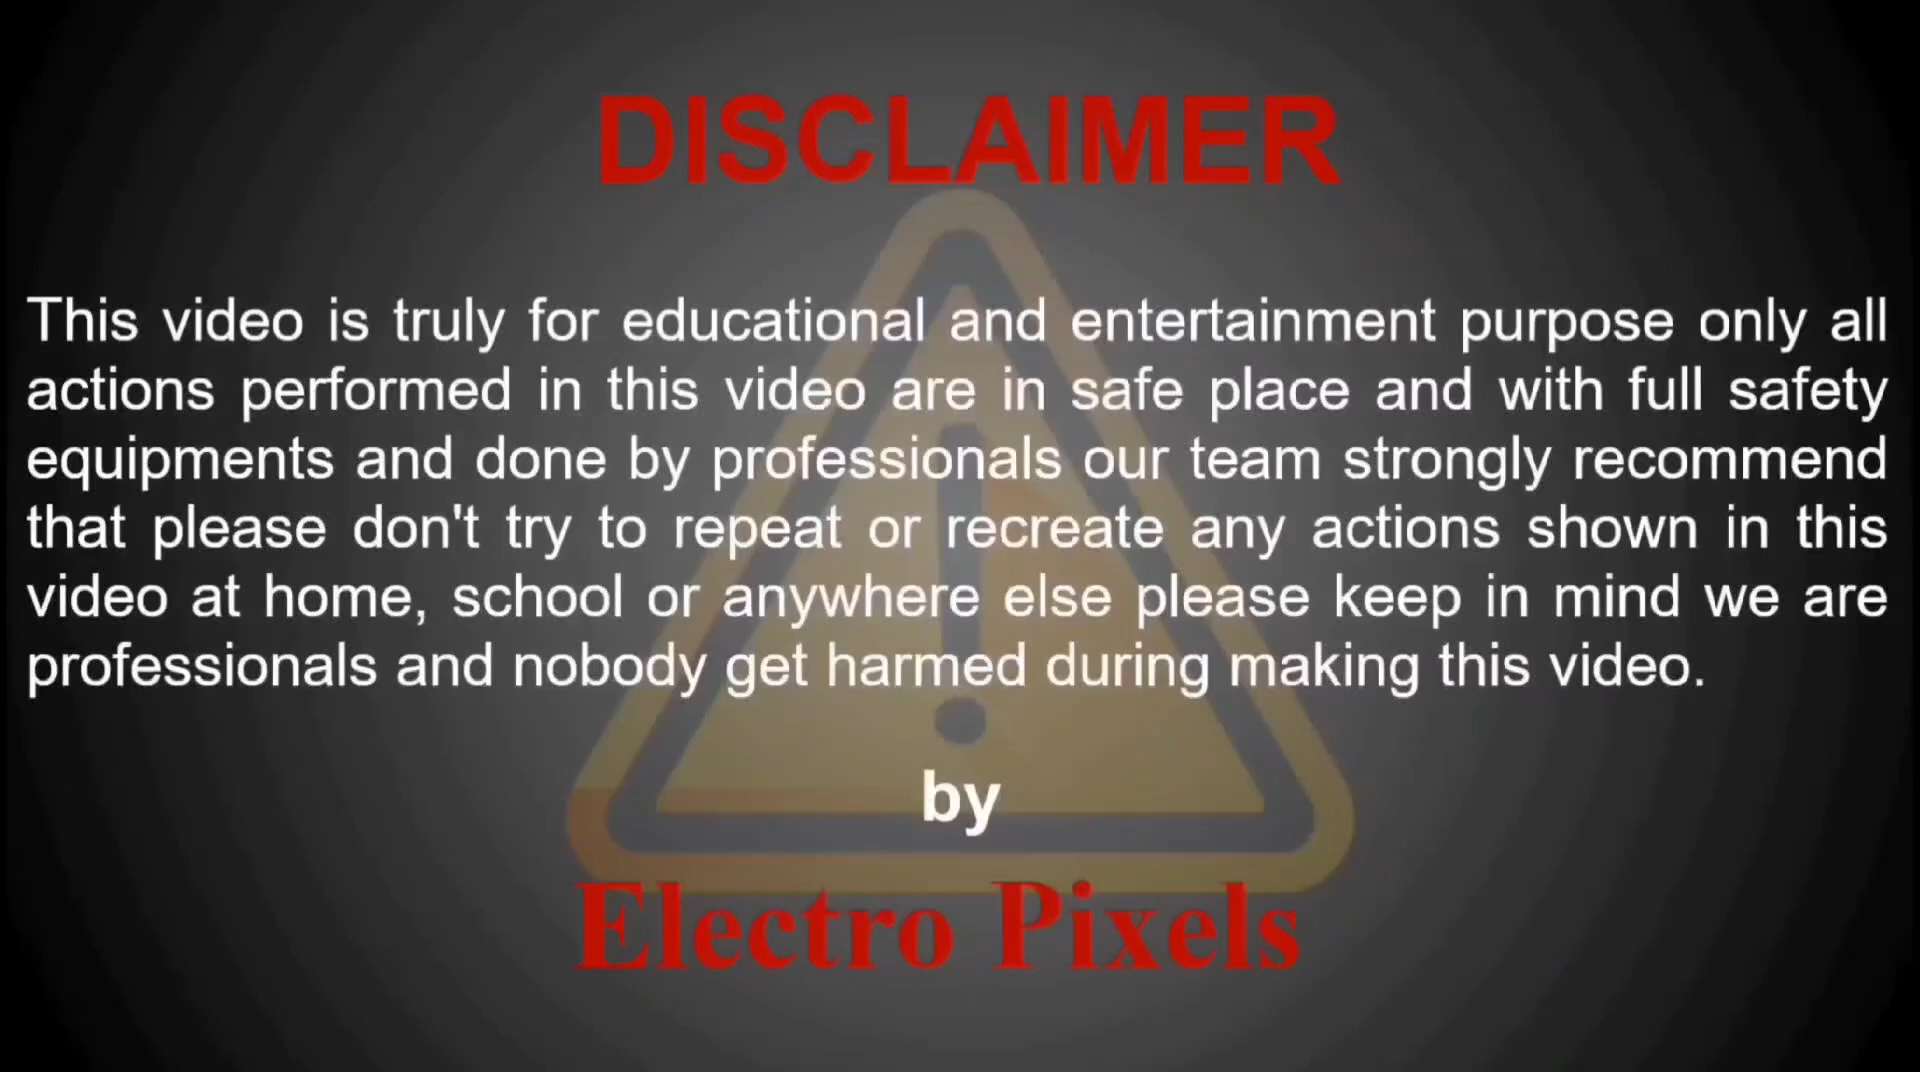 DISCLAIMER
This video is truly for educational and entertainment purpose only all
actions performed in this video are in safe place and with full safety
equipments and done by professionals our team strongly recommend
that please don't try to repeat or recreate any actions shown in this
video at home, school or anywhere else please keep in mind we are
professionals and nobody get harmed during making this video.
by
Electro Pixels